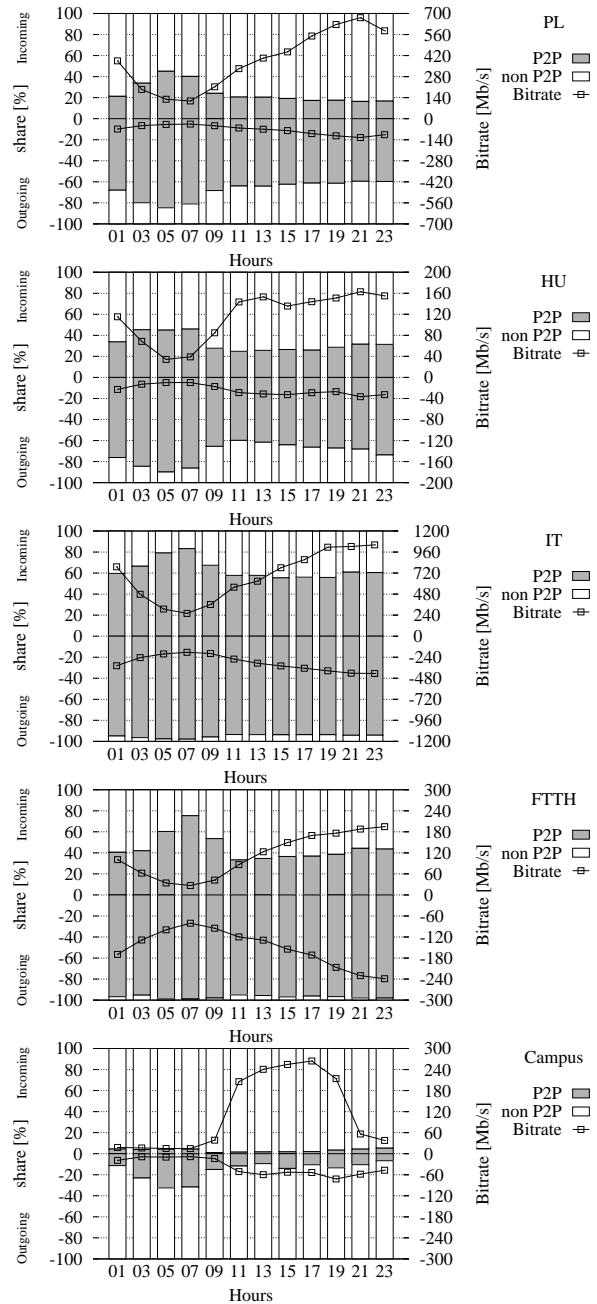 PL
P2P
non P2P
Bitrate
Incoming
share [%]
Outgoing
100
80
60
40
20
0
-20
-40
-60
-80
-100
700
560
420
280
140
0
-140
-280
-420
-560
-700
Bitrate [Mb/s]
01 03 05 07 09 11 13 15 17 19 21 23
Hours
HU
P2P
non P2P
Bitrate
Incoming
share [%]
Outgoing
100
80
60
40
20
0
-20
-40
-60
-80
-100
200
160
120
80
40
0
-40
-80
-120
-160
-200
Bitrate [Mb/s]
01 03 05 07 09 11 13 15 17 19 21 23
Hours
IT
P2P
non P2P
Bitrate
Incoming
share [%]
Outgoing
100
80
60
40
20
0
-20
-40
-60
-80
-100
1200
960
720
480
240
0
-240
-480
-720
-960
-1200
Bitrate [Mb/s]
01 03 05 07 09 11 13 15 17 19 21 23
Hours
FTTH
P2P
non P2P
Bitrate
Incoming
share [%]
Outgoing
100
80
60
40
20
0
-20
-40
-60
-80
-100
300
240
180
120
60
0
-60
-120
-180
-240
-300
Bitrate [Mb/s]
01 03 05 07 09 11 13 15 17 19 21 23
Hours
Campus
P2P
non P2P
Bitrate
Incoming
share [%]
Outgoing
100
80
60
40
20
0
-20
-40
-60
-80
-100
300
240
180
120
60
0
-60
-120
-180
-240
-300
Bitrate [Mb/s]
01 03 05 07 09 11 13 15 17 19 21 23
Hours